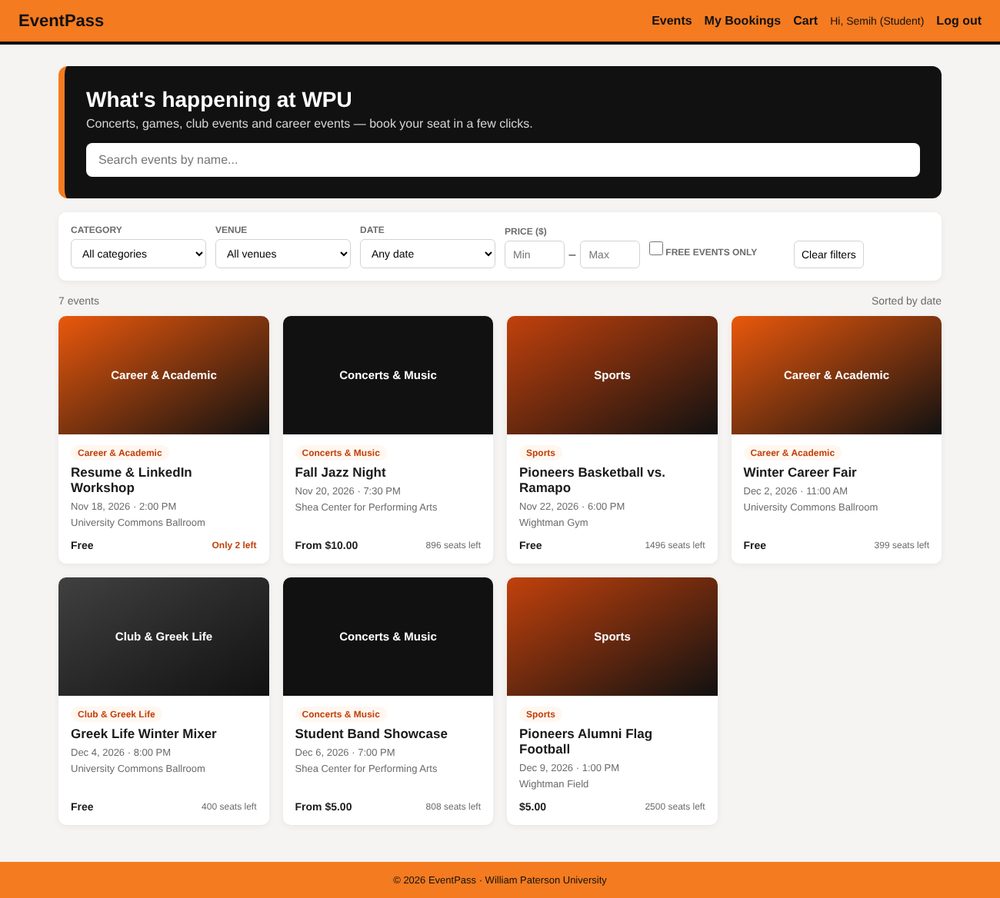 EventPass
Events My Bookings Cart Hi, Semih (Student) Log out
What's happening at WPU
Concerts, games, club events and career events — book your seat in a few clicks.
Search events by name...
CATEGORY VENUE DATE PRICE ($)
All categories All venues Any date Min – Max FREE EVENTS ONLY Clear filters
7 events Sorted by date
Career & Academic
Career & Academic
Resume & LinkedIn
Workshop
Nov 18, 2026 · 2:00 PM
University Commons Ballroom
Free Only 2 left
Concerts & Music
Concerts & Music
Fall Jazz Night
Nov 20, 2026 · 7:30 PM
Shea Center for Performing Arts
From $10.00 896 seats left
Sports
Sports
Pioneers Basketball vs.
Ramapo
Nov 22, 2026 · 6:00 PM
Wightman Gym
Free 1496 seats left
Career & Academic
Career & Academic
Winter Career Fair
Dec 2, 2026 · 11:00 AM
University Commons Ballroom
Free 399 seats left
Club & Greek Life
Club & Greek Life
Greek Life Winter Mixer
Dec 4, 2026 · 8:00 PM
University Commons Ballroom
Free 400 seats left
Concerts & Music
Concerts & Music
Student Band Showcase
Dec 6, 2026 · 7:00 PM
Shea Center for Performing Arts
From $5.00 808 seats left
Sports
Sports
Pioneers Alumni Flag
Football
Dec 9, 2026 · 1:00 PM
Wightman Field
$5.00 2500 seats left
© 2026 EventPass · William Paterson University